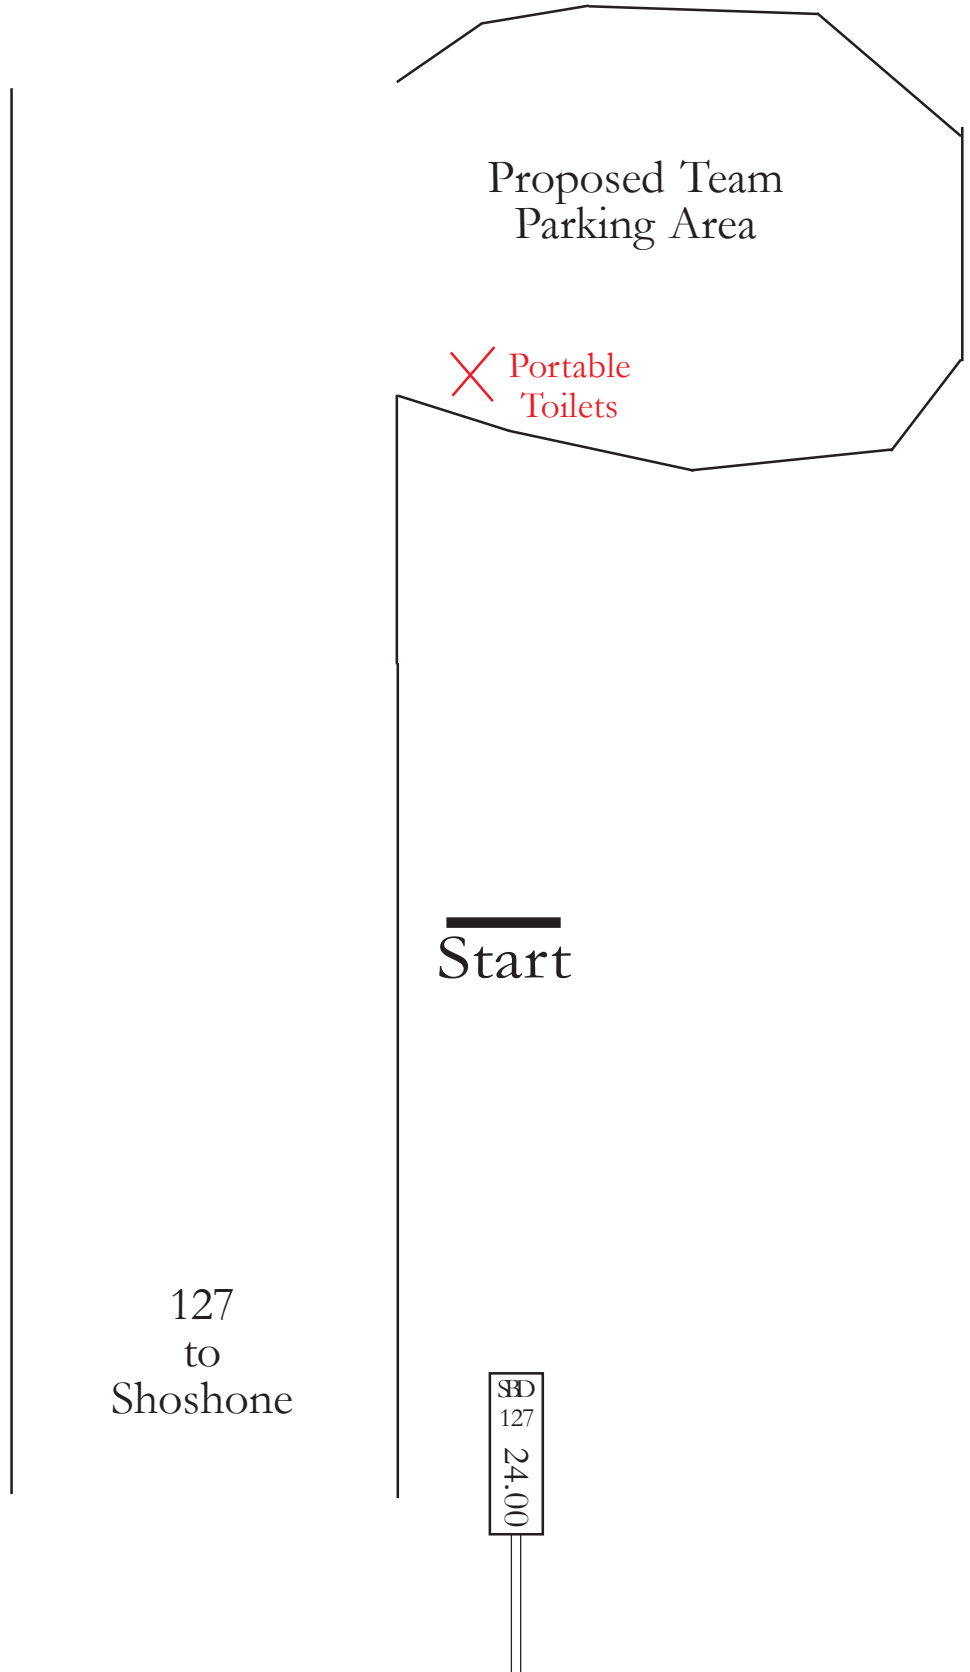 Proposed Team
Parking Area
Portable
Toilets
Start
127
to
Shoshone
SBD
127
24.00